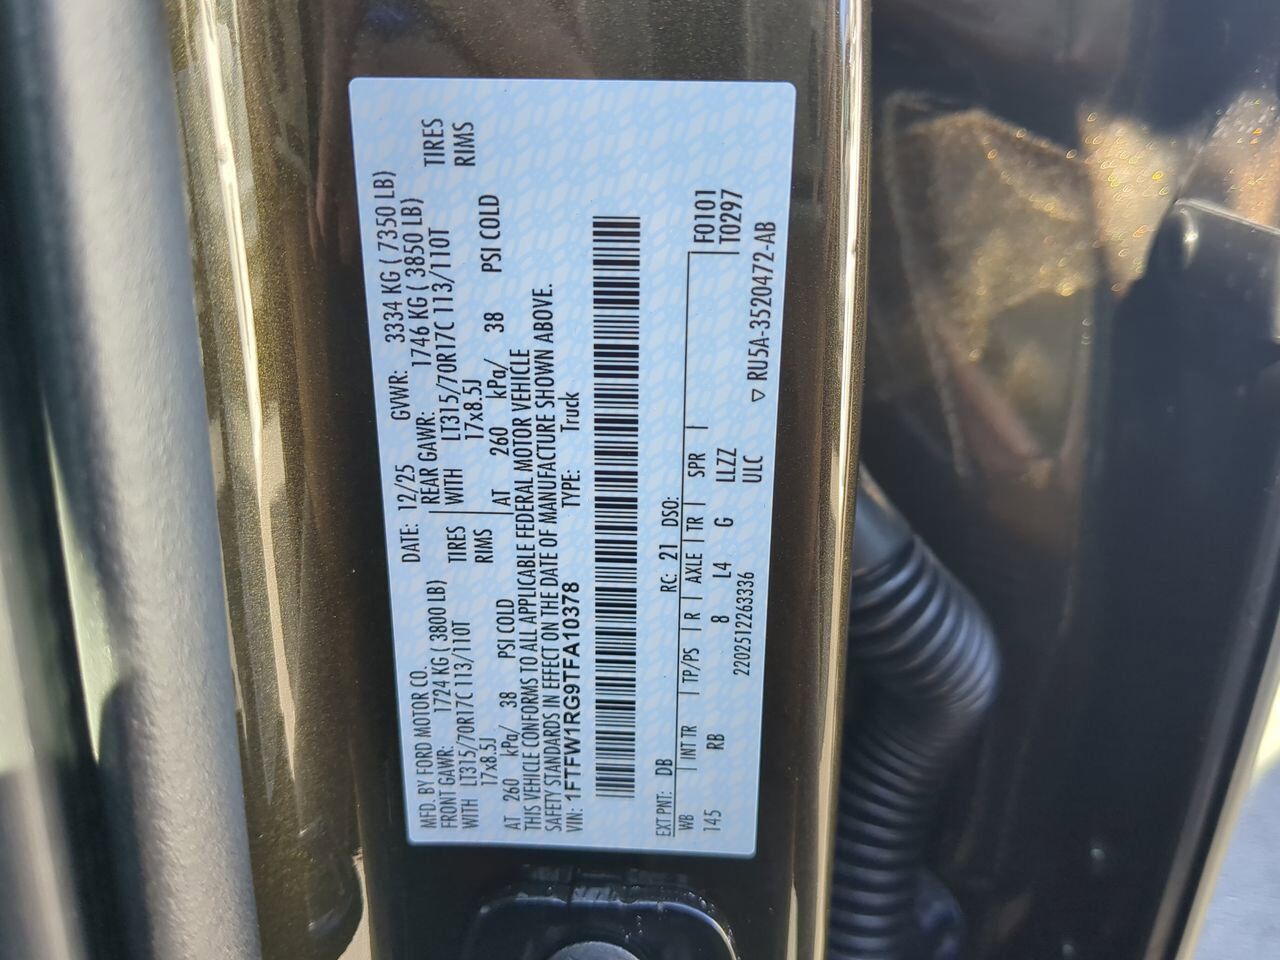 MFD. BY FORD MOTOR CO. DATE: 12/25 GVWR: 3334 KG ( 7350 LB)
FRONT GAWR: 1724 KG ( 3800 LB) REAR GAWR: 1746 KG ( 3850 LB)
WITH LT315/70R17C 113/110T TIRES WITH LT315/70R17C 113/110T TIRES
17x8.5J RIMS 17x8.5J RIMS
AT 260 kPa/ 38 PSI COLD AT 260 kPa/ 38 PSI COLD
THIS VEHICLE CONFORMS TO ALL APPLICABLE FEDERAL MOTOR VEHICLE
SAFETY STANDARDS IN EFFECT ON THE DATE OF MANUFACTURE SHOWN ABOVE.
VIN: 1FTFW1RG9TFA10378 TYPE: Truck
EXT PNT: DB RC: 21 DSO:
WB INT TR TP/PS R AXLE TR SPR F0101
145 RB 8 L4 G LLZZ T0297
2202512263336 ULC
▽ RU5A-3520472-AB